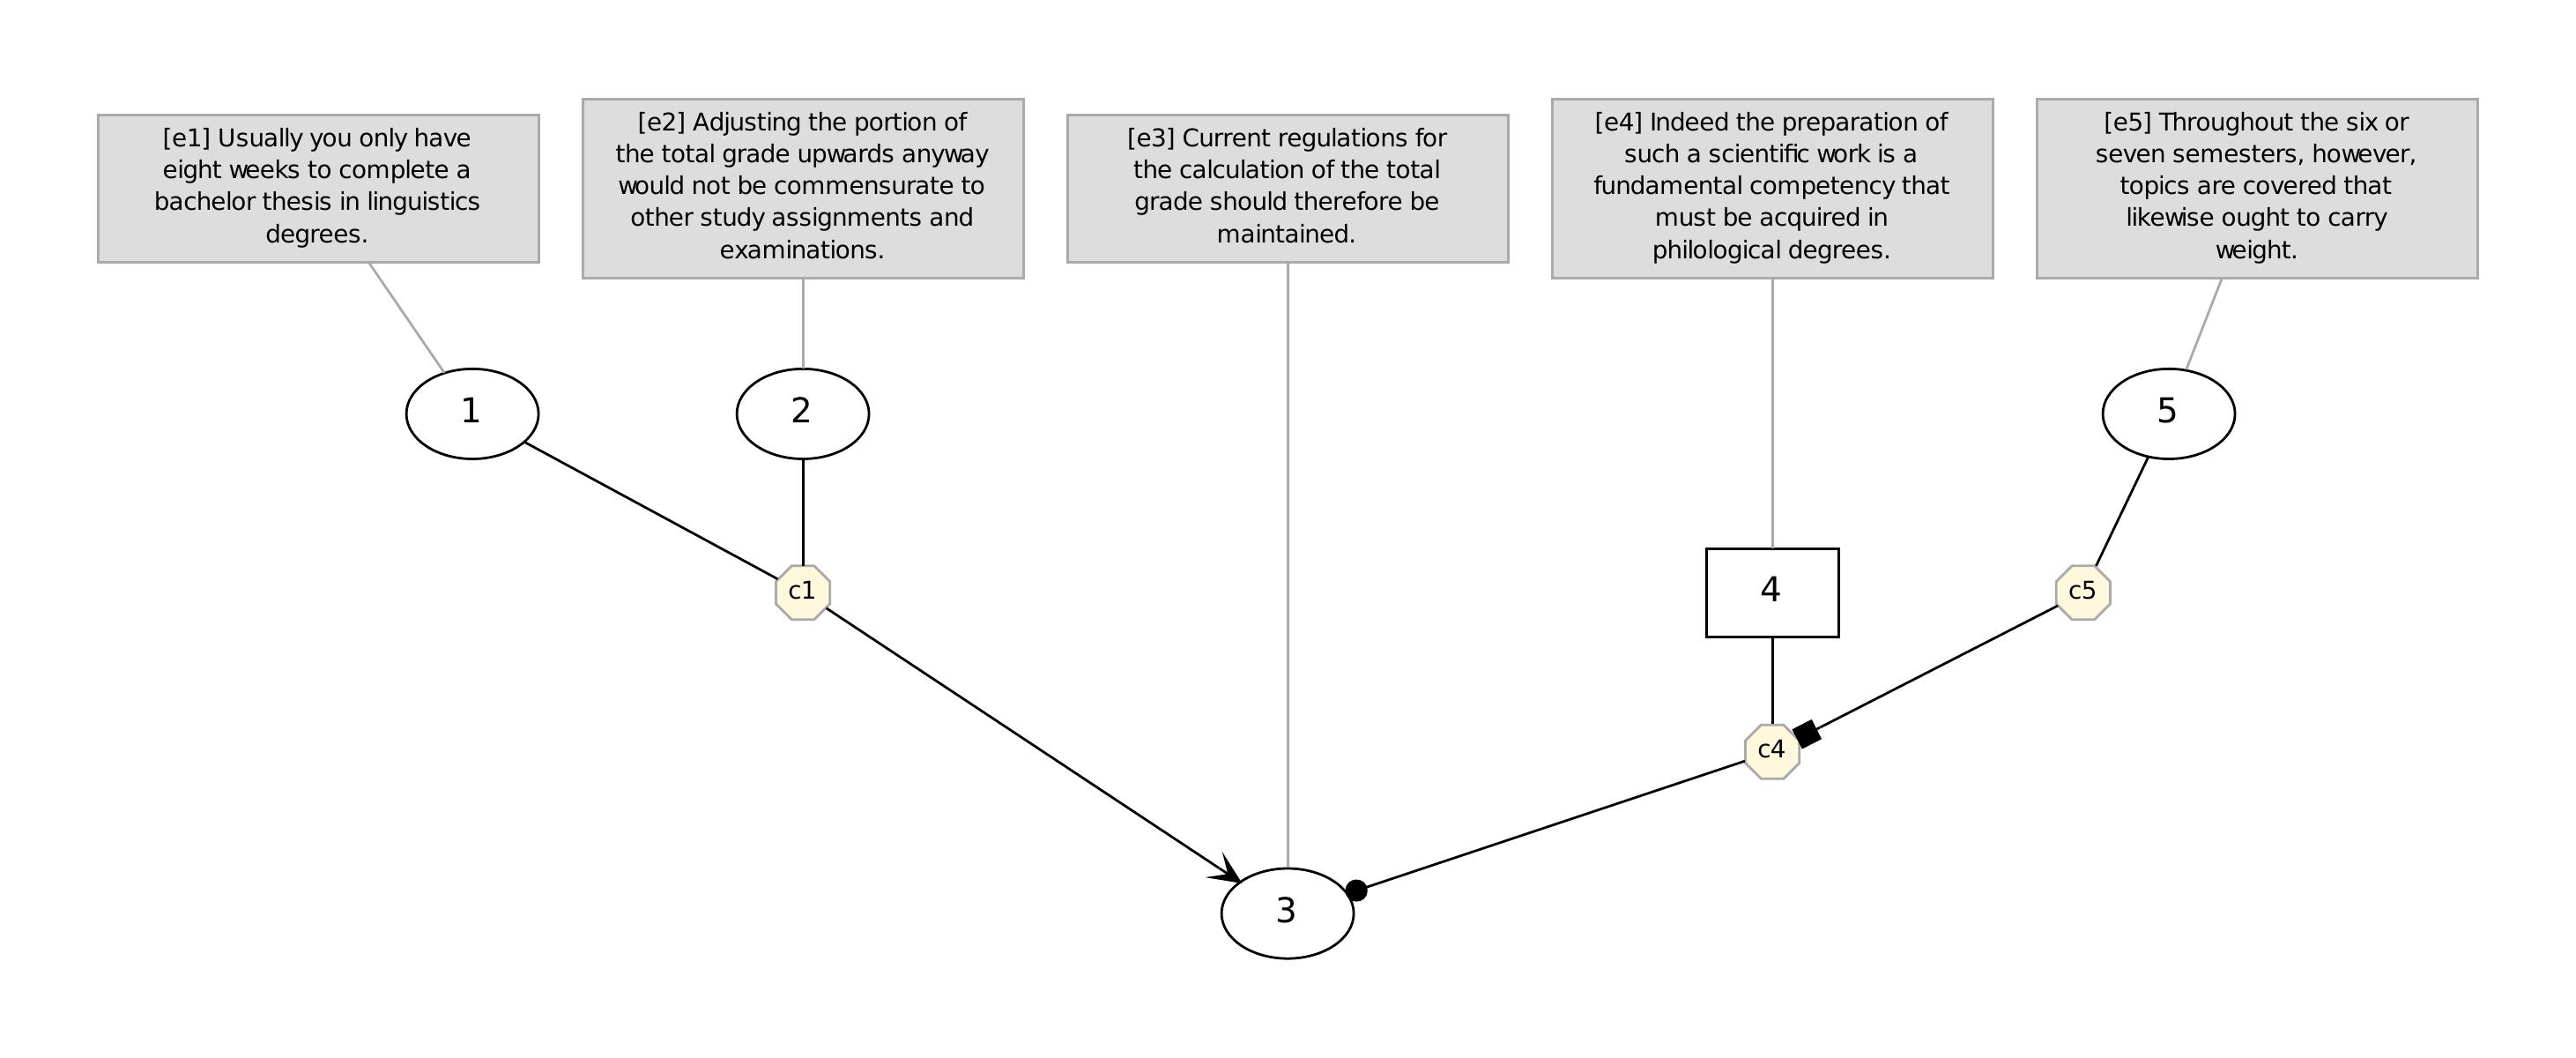 [e1] Usually you only have
eight weeks to complete a
bachelor thesis in linguistics
degrees.
[e2] Adjusting the portion of
the total grade upwards anyway
would not be commensurate to
other study assignments and
examinations.
[e3] Current regulations for
the calculation of the total
grade should therefore be
maintained.
[e4] Indeed the preparation of
such a scientific work is a
fundamental competency that
must be acquired in
philological degrees.
[e5] Throughout the six or
seven semesters, however,
topics are covered that
likewise ought to carry
weight.
1
2
5
c1
4
c5
c4
3